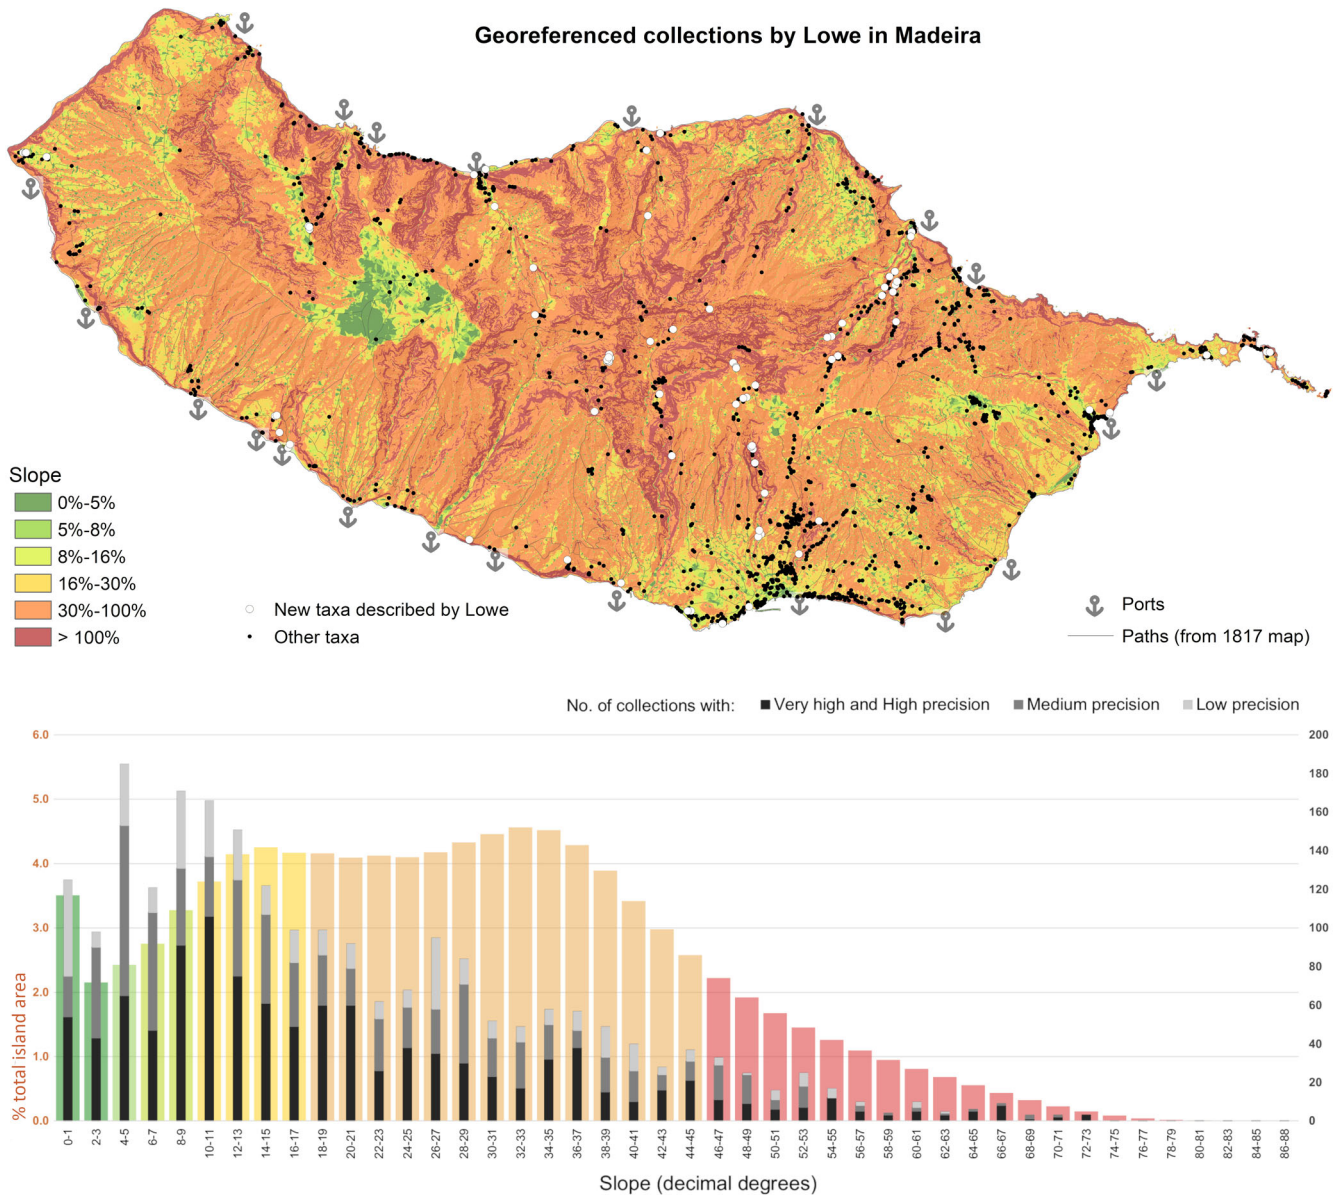 Georeferenced collections by Lowe in Madeira
Slope
0%-5%
5%-8%
8%-16%
16%-30%
30%-100%
> 100%
New taxa described by Lowe
Other taxa
Ports
Paths (from 1817 map)
No. of collections with: Very high and High precision Medium precision Low precision
% total island area
6.0
5.0
4.0
3.0
2.0
1.0
0.0
200
180
160
140
120
100
80
60
40
20
0
0-1 2-3 4-5 6-7 8-9 10-11 12-13 14-15 16-17 18-19 20-21 22-23 24-25 26-27 28-29 30-31 32-33 34-35 36-37 38-39 40-41 42-43 44-45 46-47 48-49 50-51 52-53 54-55 56-57 58-59 60-61 62-63 64-65 66-67 68-69 70-71 72-73 74-75 76-77 78-79 80-81 82-83 84-85 86-88
Slope (decimal degrees)